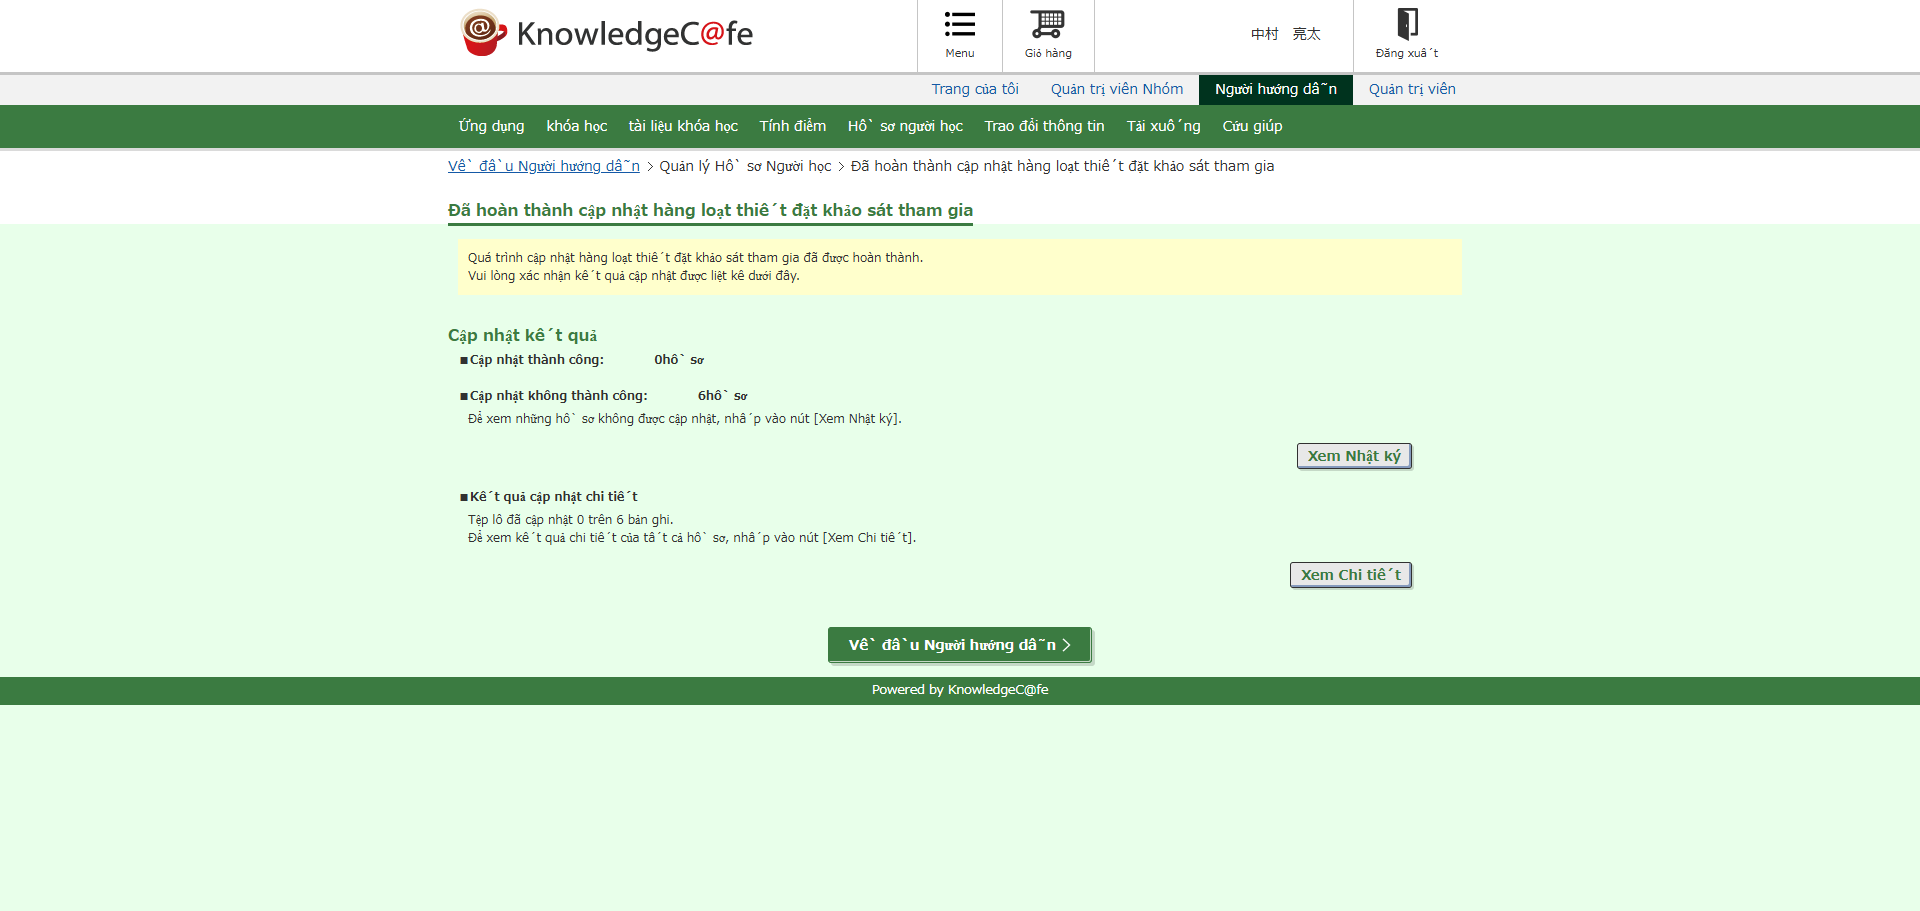 KnowledgeC@fe
Menu
Giỏ hàng
中村　亮太
Đăng xuất
Trang của tôi
Quản trị viên Nhóm
Người hướng dẫn
Quản trị viên
Ứng dụng
khóa học
tài liệu khóa học
Tính điểm
Hồ sơ người học
Trao đổi thông tin
Tải xuống
Cứu giúp
Về đầu Người hướng dẫn > Quản lý Hồ sơ Người học > Đã hoàn thành cập nhật hàng loạt thiết đặt khảo sát tham gia
Đã hoàn thành cập nhật hàng loạt thiết đặt khảo sát tham gia
Quá trình cập nhật hàng loạt thiết đặt khảo sát tham gia đã được hoàn thành.
Vui lòng xác nhận kết quả cập nhật được liệt kê dưới đây.
Cập nhật kết quả
■Cập nhật thành công: 0hồ sơ
■Cập nhật không thành công: 6hồ sơ
Để xem những hồ sơ không được cập nhật, nhấp vào nút [Xem Nhật ký].
Xem Nhật ký
■Kết quả cập nhật chi tiết
Tệp lô đã cập nhật 0 trên 6 bản ghi.
Để xem kết quả chi tiết của tất cả hồ sơ, nhấp vào nút [Xem Chi tiết].
Xem Chi tiết
Về đầu Người hướng dẫn >
Powered by KnowledgeC@fe